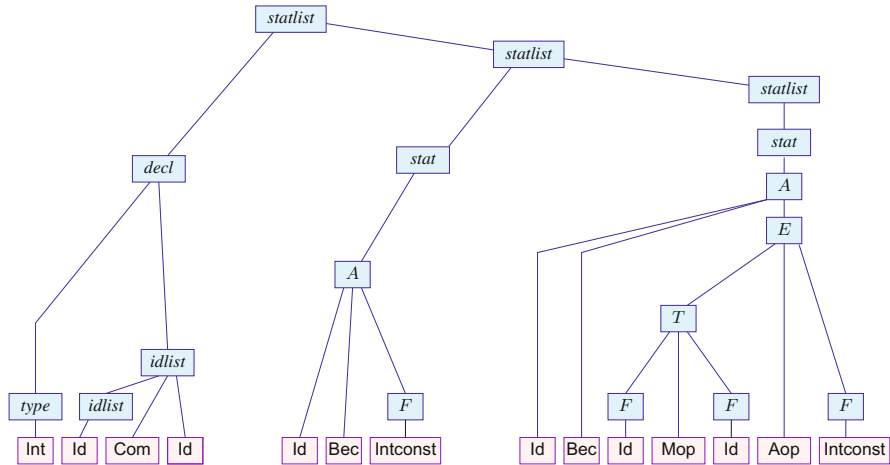 statlist
statlist
statlist
stat
decl
stat
A
E
A
T
idlist
type
idlist
F
F
F
F
Int
Id
Com
Id
Id
Bec
Intconst
Id
Bec
Id
Mop
Id
Aop
Intconst